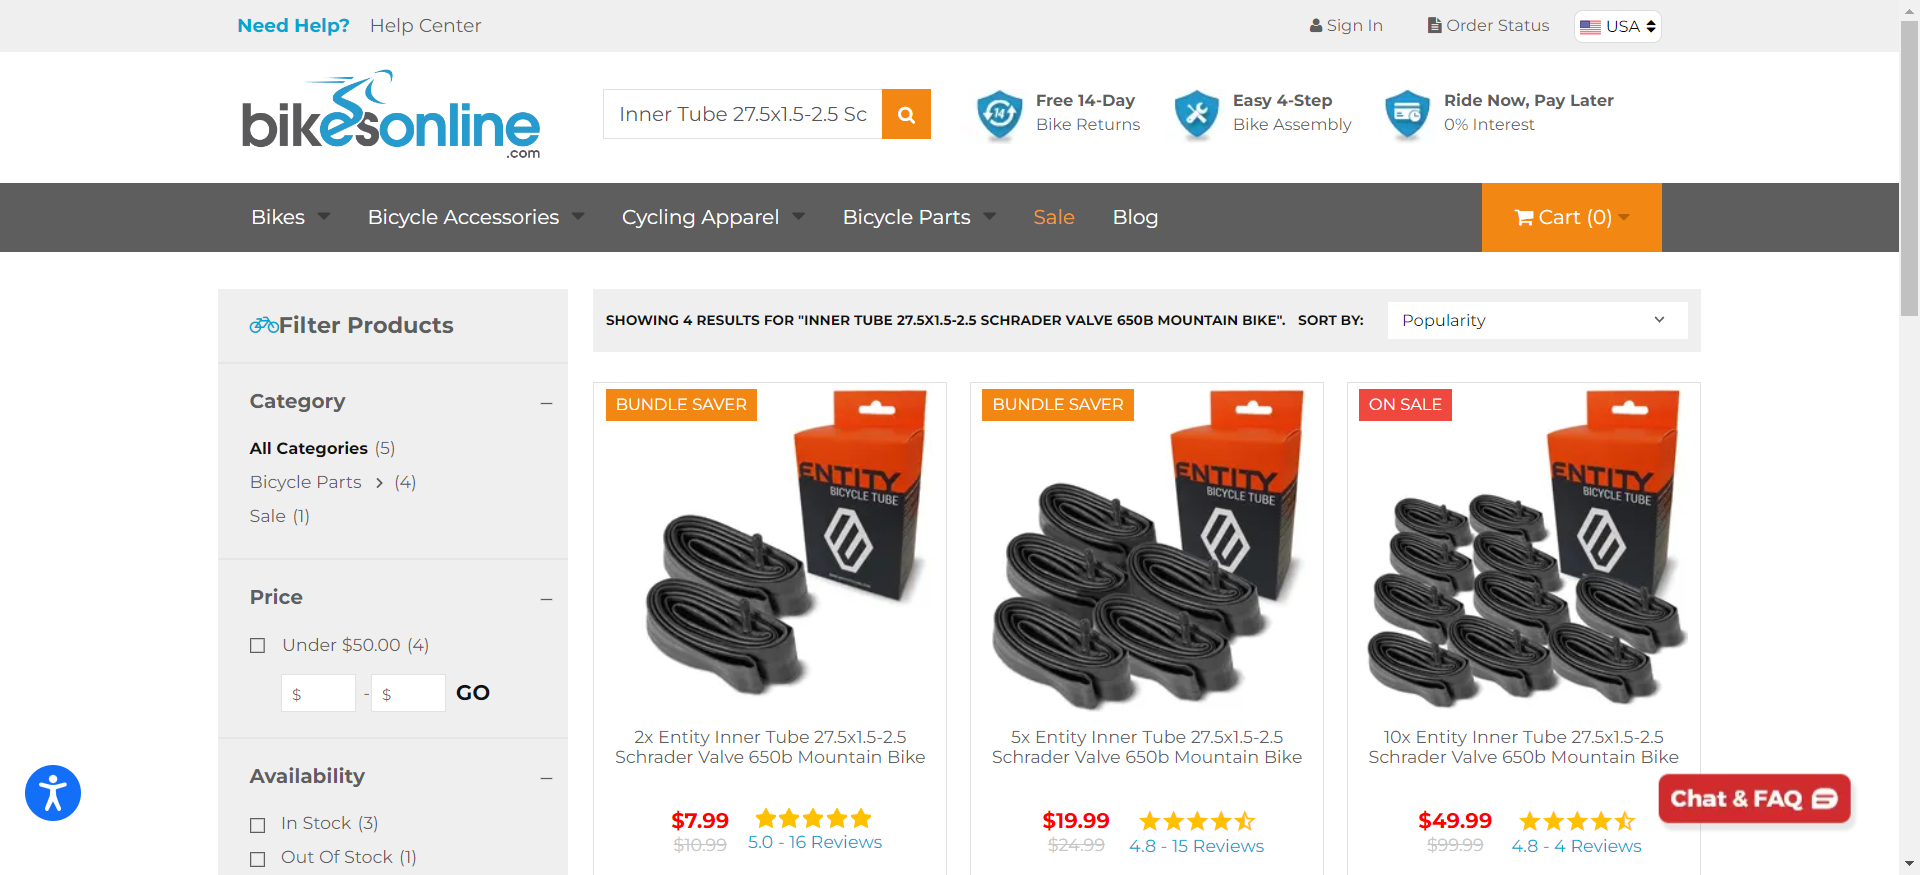 Need Help? Help Center
Sign In Order Status USA
bikesonline
.com
Inner Tube 27.5x1.5-2.5 Sc
14
Free 14-Day
Bike Returns
Easy 4-Step
Bike Assembly
Ride Now, Pay Later
0% Interest
Bikes Bicycle Accessories Cycling Apparel Bicycle Parts Sale Blog Cart (0)
Filter Products
Category
All Categories (5)
Bicycle Parts (4)
Sale (1)
Price
Under $50.00 (4)
$ - $ GO
Availability
In Stock (3)
Out Of Stock (1)
SHOWING 4 RESULTS FOR "INNER TUBE 27.5X1.5-2.5 SCHRADER VALVE 650B MOUNTAIN BIKE". SORT BY: Popularity
BUNDLE SAVER
ENTITY
BICYCLE TUBE
2x Entity Inner Tube 27.5x1.5-2.5
Schrader Valve 650b Mountain Bike
$7.99
$10.99
5.0 - 16 Reviews
BUNDLE SAVER
ENTITY
BICYCLE TUBE
5x Entity Inner Tube 27.5x1.5-2.5
Schrader Valve 650b Mountain Bike
$19.99
$24.99
4.8 - 15 Reviews
ON SALE
ENTITY
BICYCLE TUBE
10x Entity Inner Tube 27.5x1.5-2.5
Schrader Valve 650b Mountain Bike
$49.99
$99.99
4.8 - 4 Reviews
Chat & FAQ